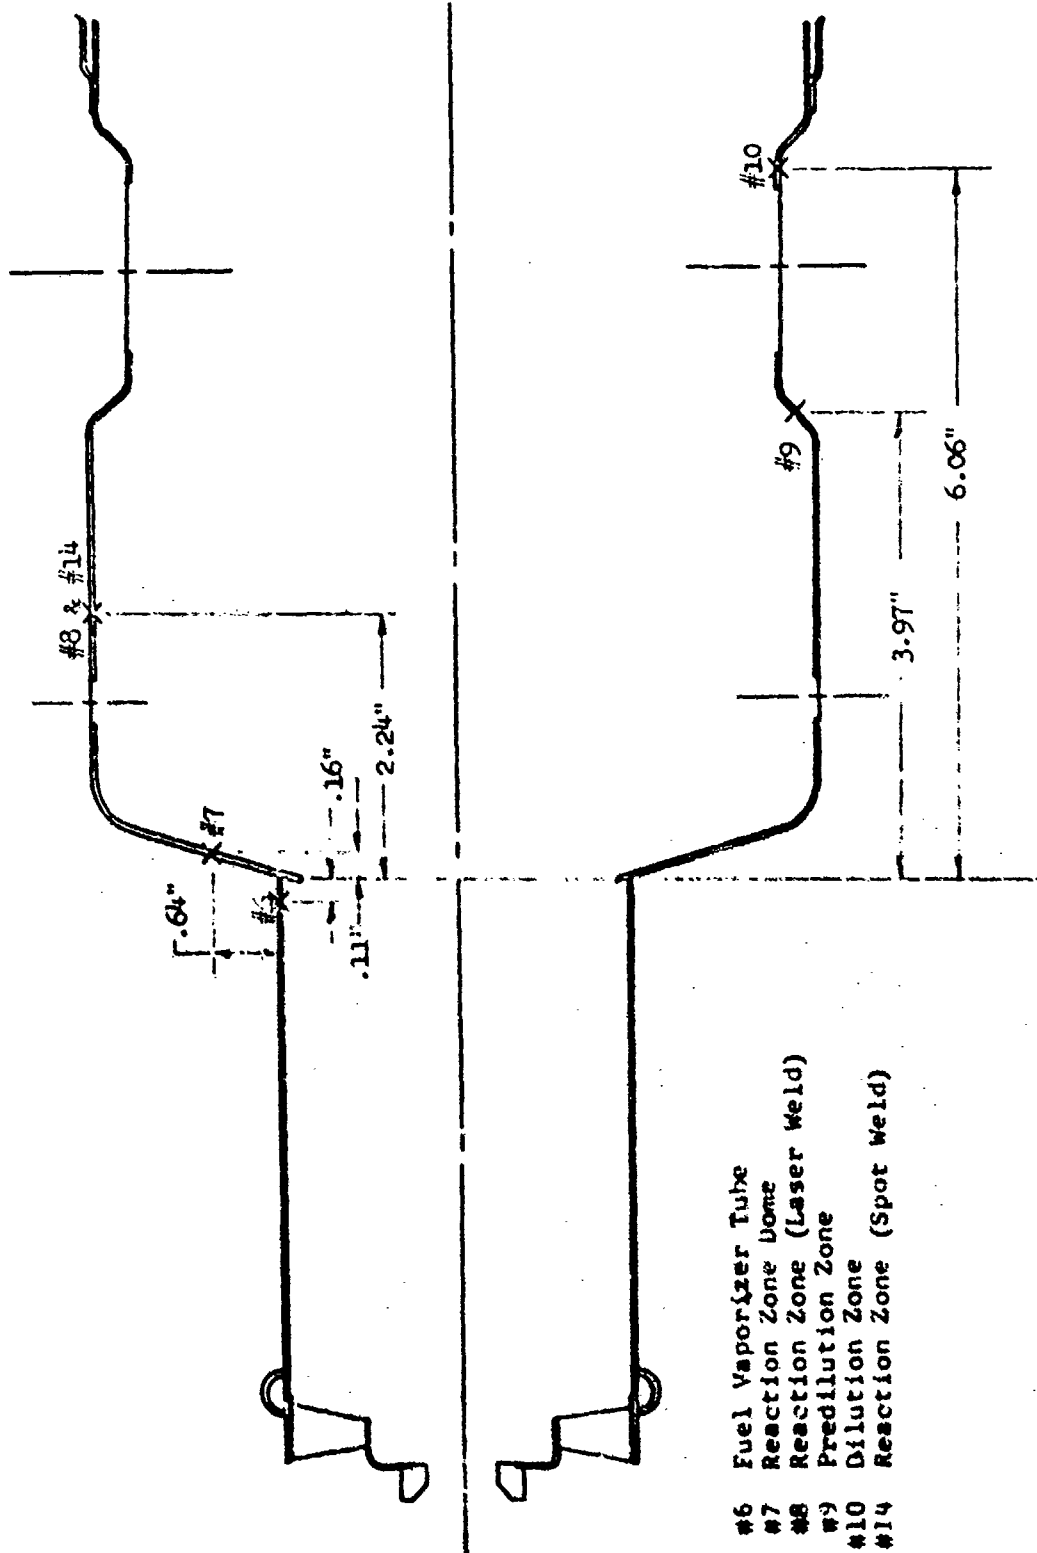 #10
#9
6.06"
3.97"
#8 & #14
2.24"
.16"
#7
.64"
.11"
#6 Fuel Vaporizer Tube
#7 Reaction Zone Dome
#8 Reaction Zone (Laser Weld)
#9 Predilution Zone
#10 Dilution Zone
#14 Reaction Zone (Spot Weld)